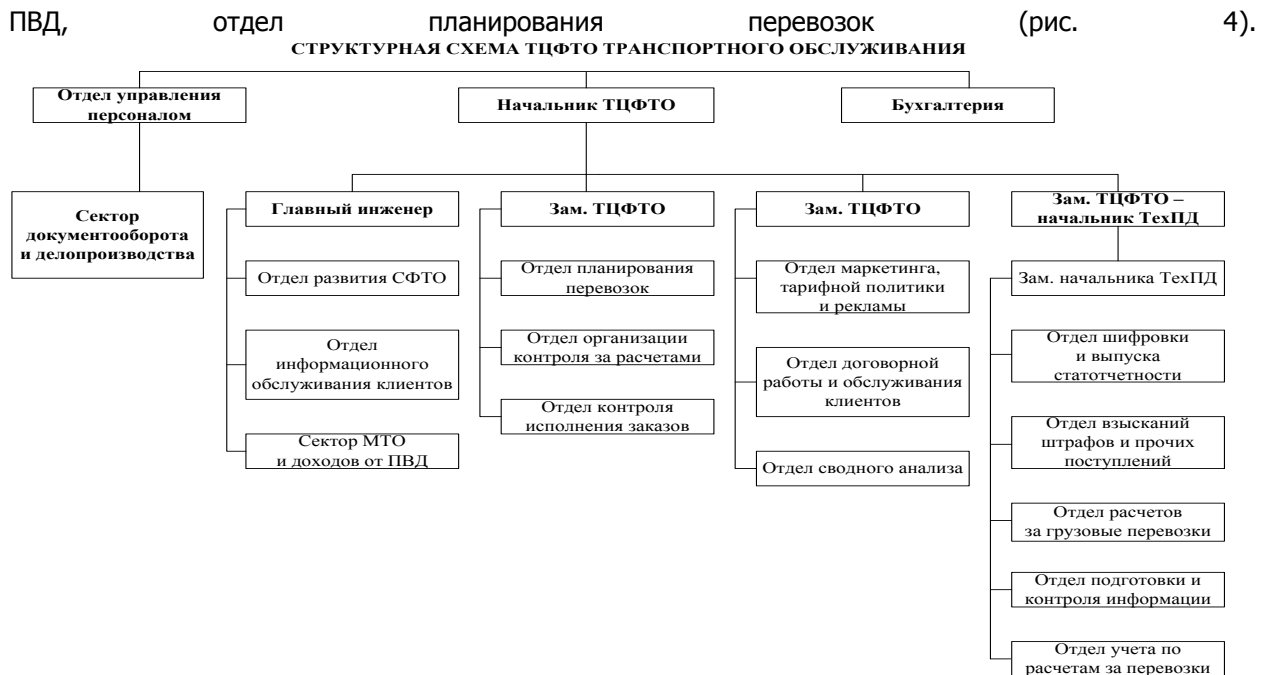 ПВД, отдел планирования перевозок (рис. 4).
СТРУКТУРНАЯ СХЕМА ТЦФТО ТРАНСПОРТНОГО ОБСЛУЖИВАНИЯ
Отдел управления
персоналом
Начальник ТЦФТО
Бухгалтерия
Сектор
документооборота
и делопроизводства
Главный инженер
Отдел развития СФТО
Отдел
информационного
обслуживания клиентов
Сектор МТО
и доходов от ПВД
Зам. ТЦФТО
Отдел планирования
перевозок
Отдел организации
контроля за расчетами
Отдел контроля
исполнения заказов
Зам. ТЦФТО
Отдел маркетинга,
тарифной политики
и рекламы
Отдел договорной
работы и обслуживания
клиентов
Отдел сводного анализа
Зам. ТЦФТО –
начальник ТехПД
Зам. начальника ТехПД
Отдел шифровки
и выпуска
статотчетности
Отдел взысканий
штрафов и прочих
поступлений
Отдел расчетов
за грузовые перевозки
Отдел подготовки и
контроля информации
Отдел учета по
расчетам за перевозки